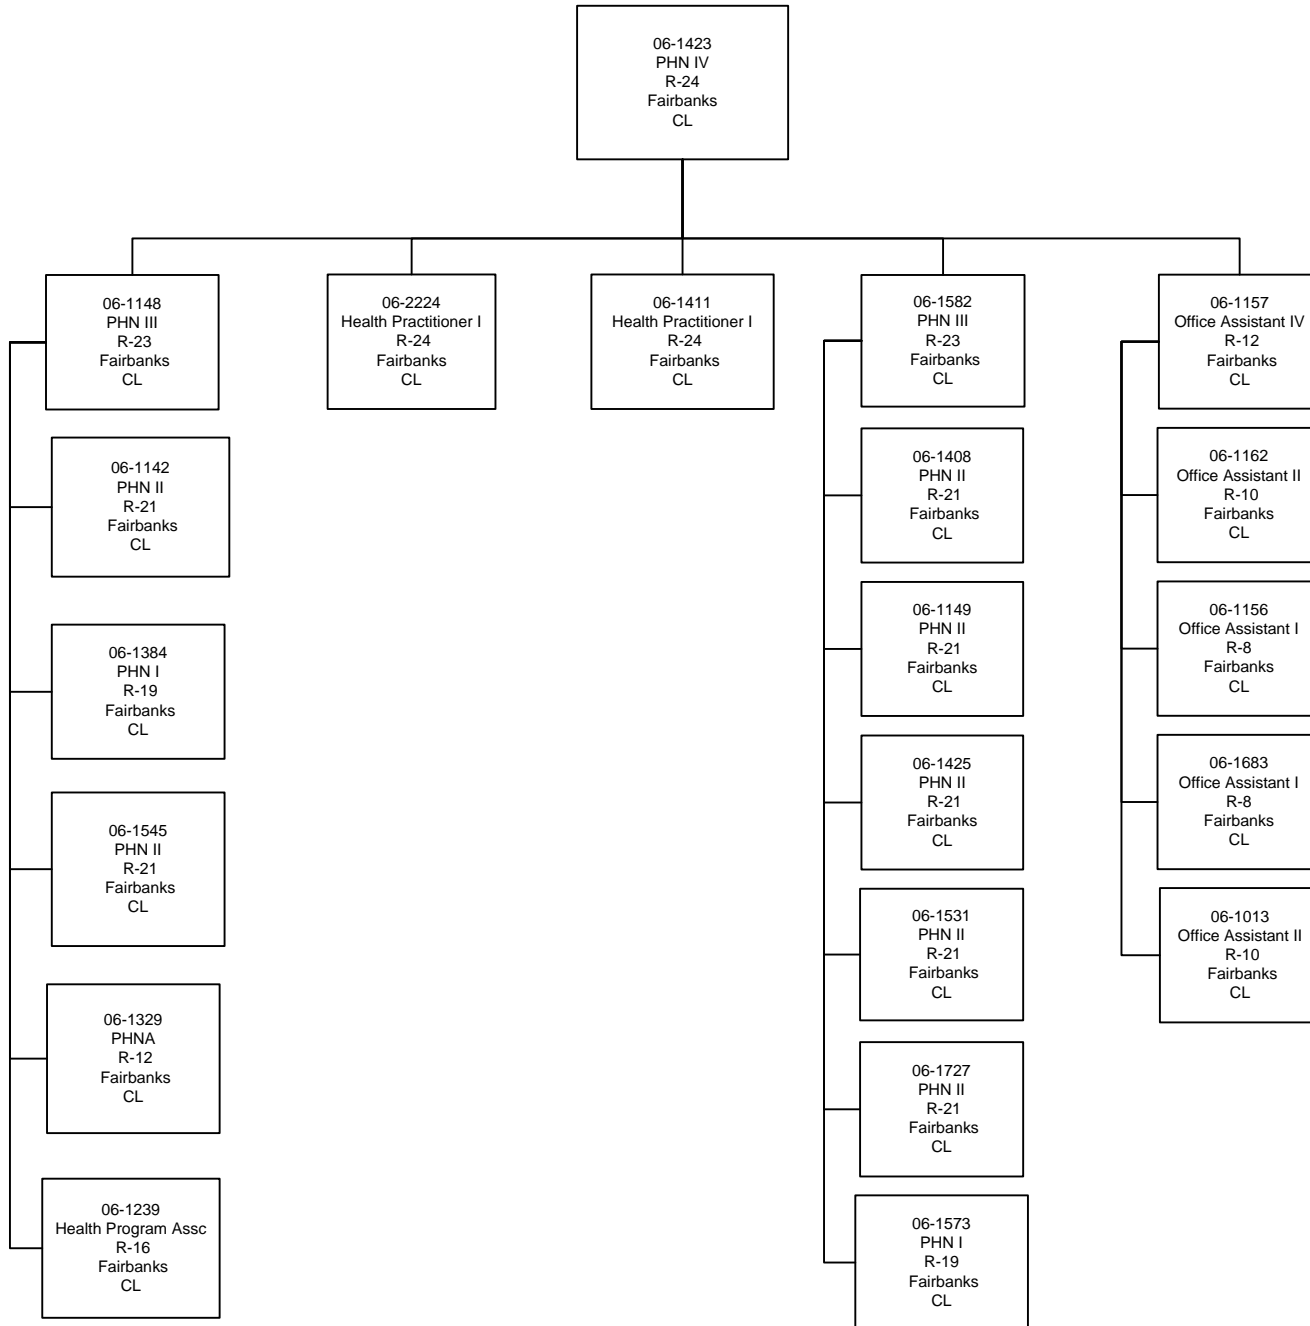 06-1423
PHN IV
R-24
Fairbanks
CL
06-1148
PHN III
R-23
Fairbanks
CL
06-2224
Health Practitioner I
R-24
Fairbanks
CL
06-1411
Health Practitioner I
R-24
Fairbanks
CL
06-1582
PHN III
R-23
Fairbanks
CL
06-1157
Office Assistant IV
R-12
Fairbanks
CL
06-1142
PHN II
R-21
Fairbanks
CL
06-1384
PHN I
R-19
Fairbanks
CL
06-1545
PHN II
R-21
Fairbanks
CL
06-1329
PHNA
R-12
Fairbanks
CL
06-1239
Health Program Assc
R-16
Fairbanks
CL
06-1408
PHN II
R-21
Fairbanks
CL
06-1149
PHN II
R-21
Fairbanks
CL
06-1425
PHN II
R-21
Fairbanks
CL
06-1531
PHN II
R-21
Fairbanks
CL
06-1727
PHN II
R-21
Fairbanks
CL
06-1573
PHN I
R-19
Fairbanks
CL
06-1162
Office Assistant II
R-10
Fairbanks
CL
06-1156
Office Assistant I
R-8
Fairbanks
CL
06-1683
Office Assistant I
R-8
Fairbanks
CL
06-1013
Office Assistant II
R-10
Fairbanks
CL